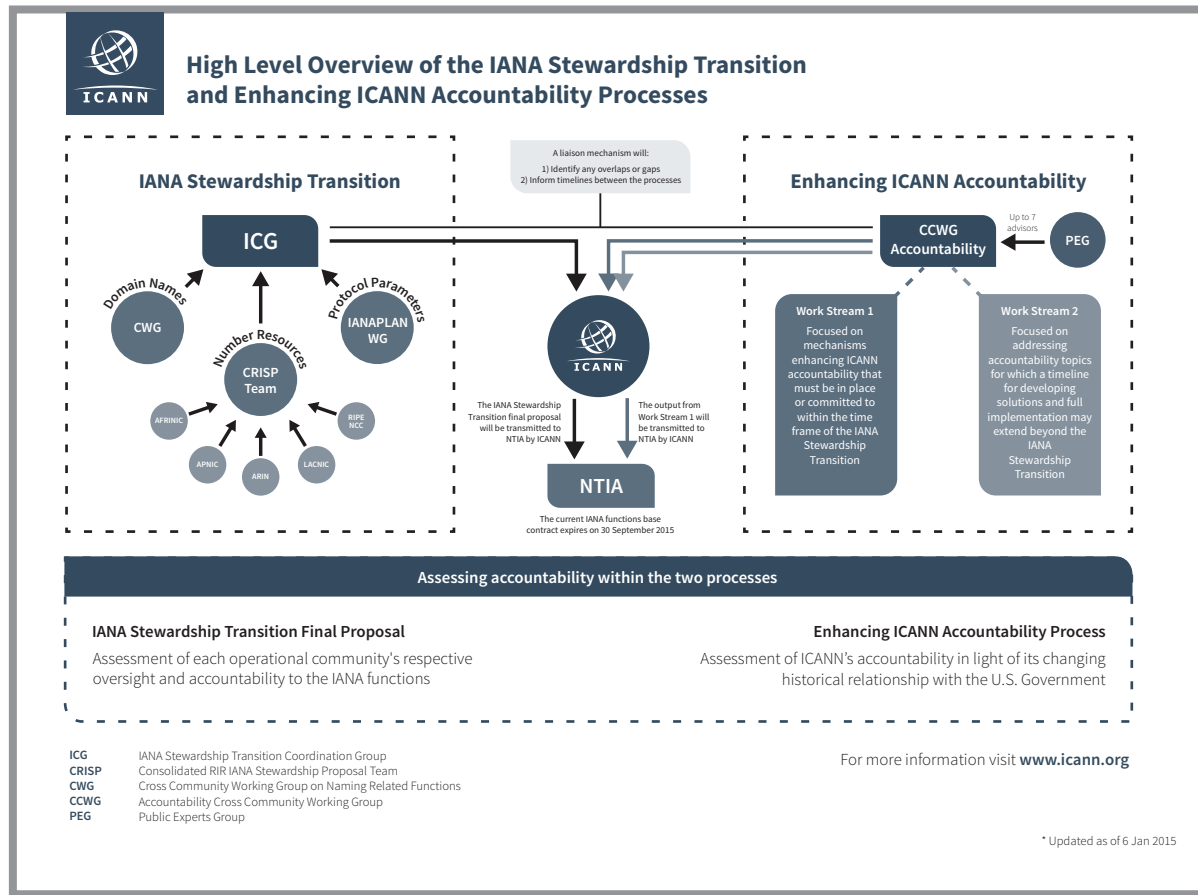 ICANN
High Level Overview of the IANA Stewardship Transition
and Enhancing ICANN Accountability Processes
IANA Stewardship Transition
ICG
Domain Names
CWG
Number Resources
CRISP
Team
Protocol Parameters
IANAPLAN
WG
AFRINIC
APNIC
ARIN
LACNIC
RIPE
NCC
A liaison mechanism will:
1) Identify any overlaps or gaps
2) Inform timelines between the processes
ICANN
The IANA Stewardship
Transition final proposal
will be transmitted to
NTIA by ICANN
The output from
Work Stream 1 will
be transmitted to
NTIA by ICANN
NTIA
The current IANA functions base
contract expires on 30 September 2015
Enhancing ICANN Accountability
CCWG
Accountability
Up to 7
advisors
PEG
Work Stream 1
Focused on
mechanisms
enhancing ICANN
accountability that
must be in place
or committed to
within the time
frame of the IANA
Stewardship
Transition
Work Stream 2
Focused on
addressing
accountability topics
for which a timeline
for developing
solutions and full
implementation may
extend beyond the
IANA
Stewardship
Transition
Assessing accountability within the two processes
IANA Stewardship Transition Final Proposal
Assessment of each operational community's respective
oversight and accountability to the IANA functions
Enhancing ICANN Accountability Process
Assessment of ICANN’s accountability in light of its changing
historical relationship with the U.S. Government
ICG IANA Stewardship Transition Coordination Group
CRISP Consolidated RIR IANA Stewardship Proposal Team
CWG Cross Community Working Group on Naming Related Functions
CCWG Accountability Cross Community Working Group
PEG Public Experts Group
For more information visit www.icann.org
* Updated as of 6 Jan 2015